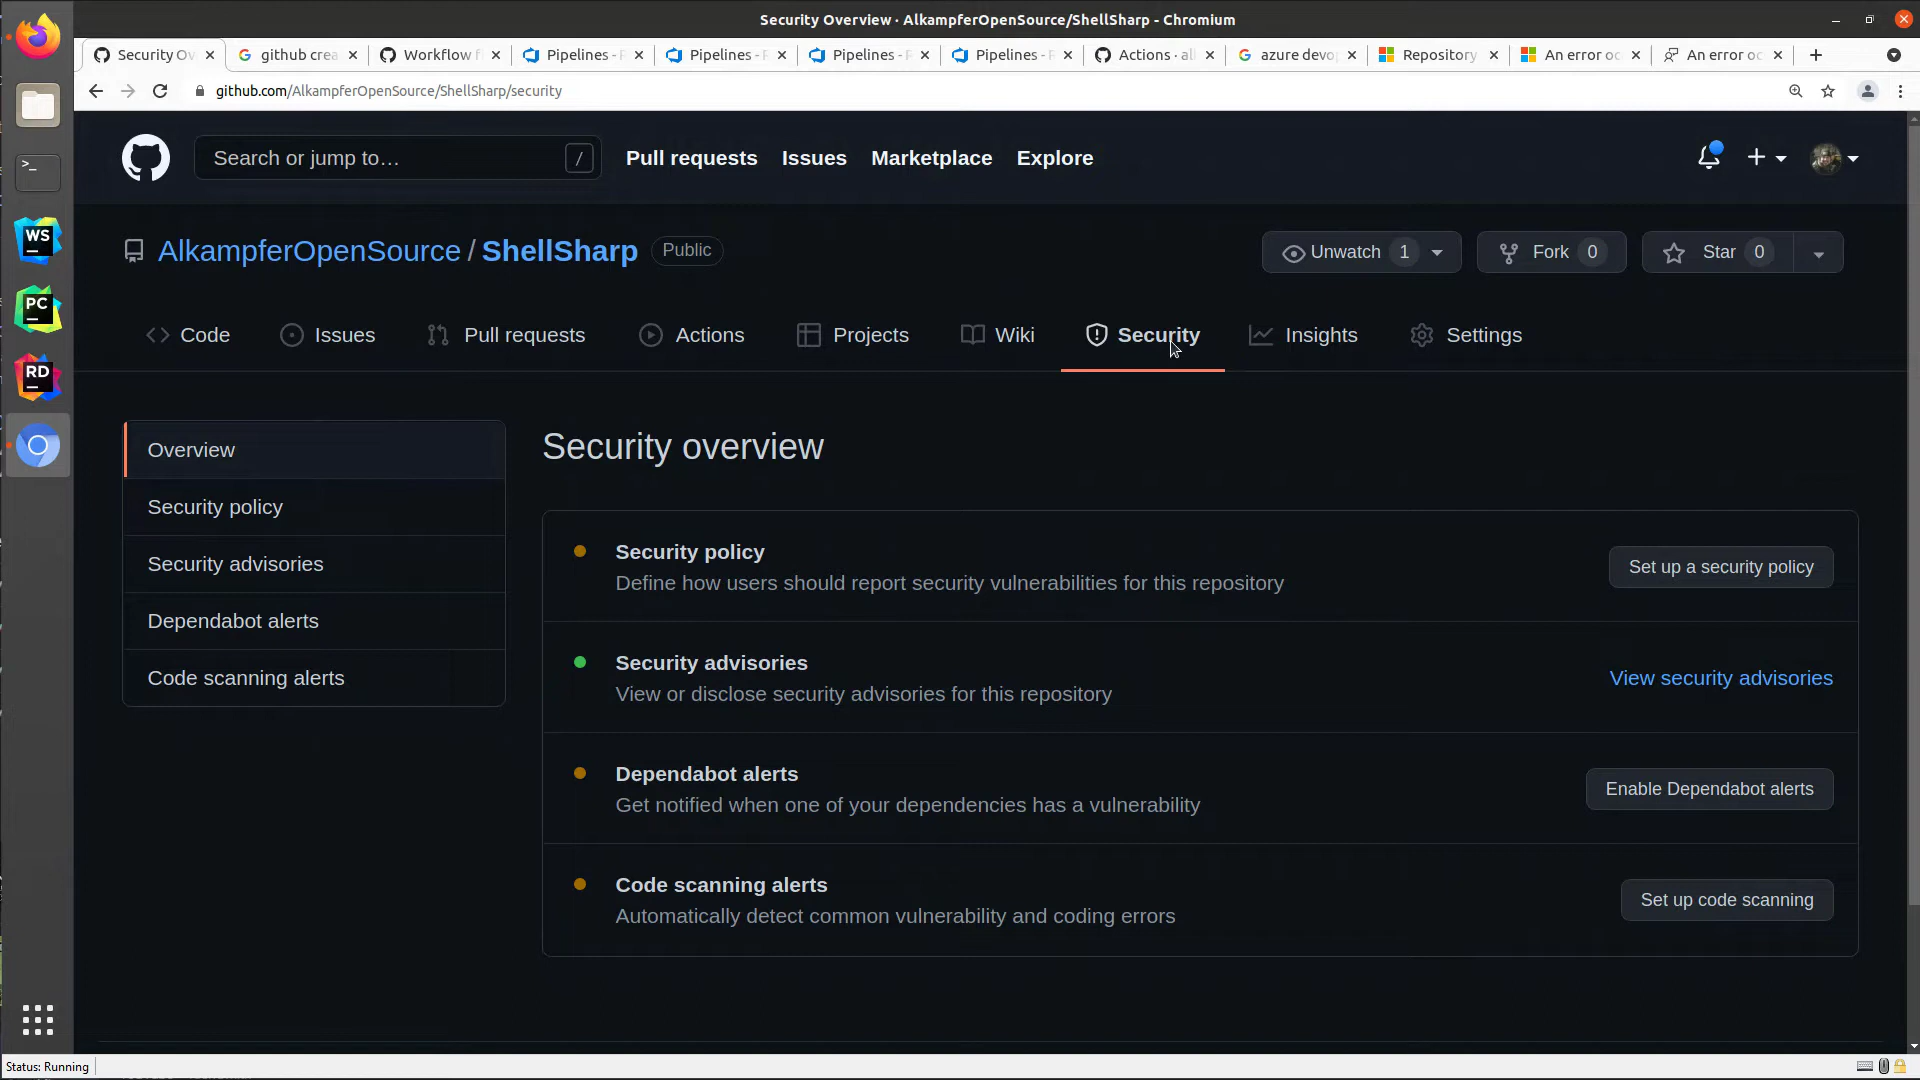 Security Overview · AlkampferOpenSource/ShellSharp - Chromium
Security Ov
github crea
Workflow f
Pipelines - R
Pipelines - R
Pipelines - R
Pipelines - R
Actions · al
azure devo
Repository
An error oc
An error oc
github.com/AlkampferOpenSource/ShellSharp/security
Search or jump to…
/
Pull requests
Issues
Marketplace
Explore
AlkampferOpenSource / ShellSharp
Public
Unwatch 1
Fork 0
Star 0
Code
Issues
Pull requests
Actions
Projects
Wiki
Security
Insights
Settings
WS
PC
RD
Overview
Security policy
Security advisories
Dependabot alerts
Code scanning alerts
Security overview
Security policy
Define how users should report security vulnerabilities for this repository
Set up a security policy
Security advisories
View or disclose security advisories for this repository
View security advisories
Dependabot alerts
Get notified when one of your dependencies has a vulnerability
Enable Dependabot alerts
Code scanning alerts
Automatically detect common vulnerability and coding errors
Set up code scanning
Status: Running